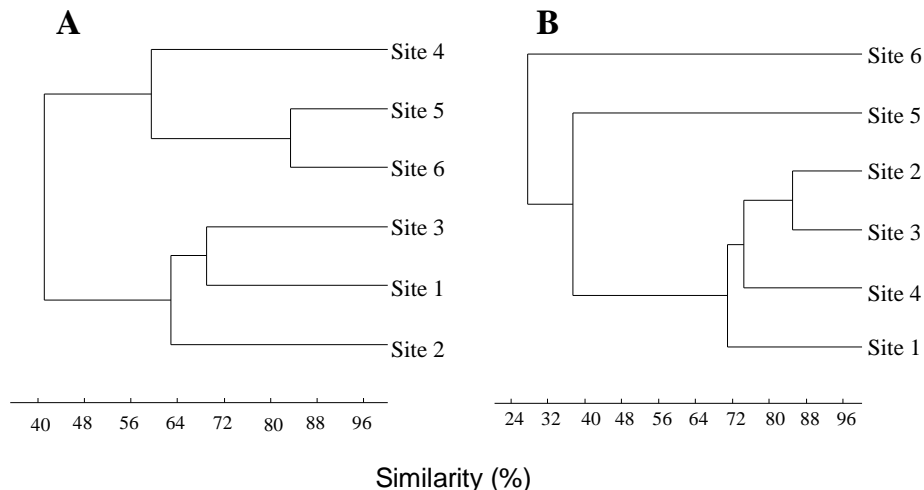 A
Site 4
Site 5
Site 6
Site 3
Site 1
Site 2
40 48 56 64 72 80 88 96
B
Site 6
Site 5
Site 2
Site 3
Site 4
Site 1
24 32 40 48 56 64 72 80 88 96
Similarity (%)